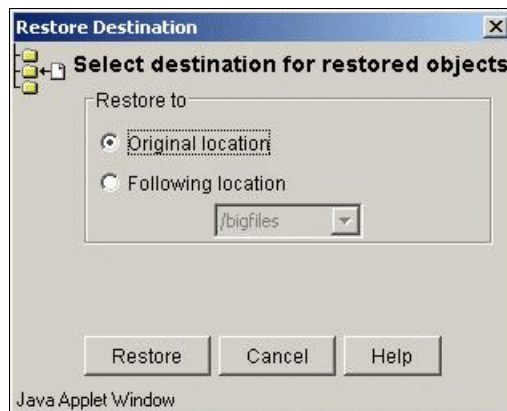 Restore Destination
Select destination for restored objects
Restore to
Original location
Following location
/bigfiles
Restore Cancel Help
Java Applet Window